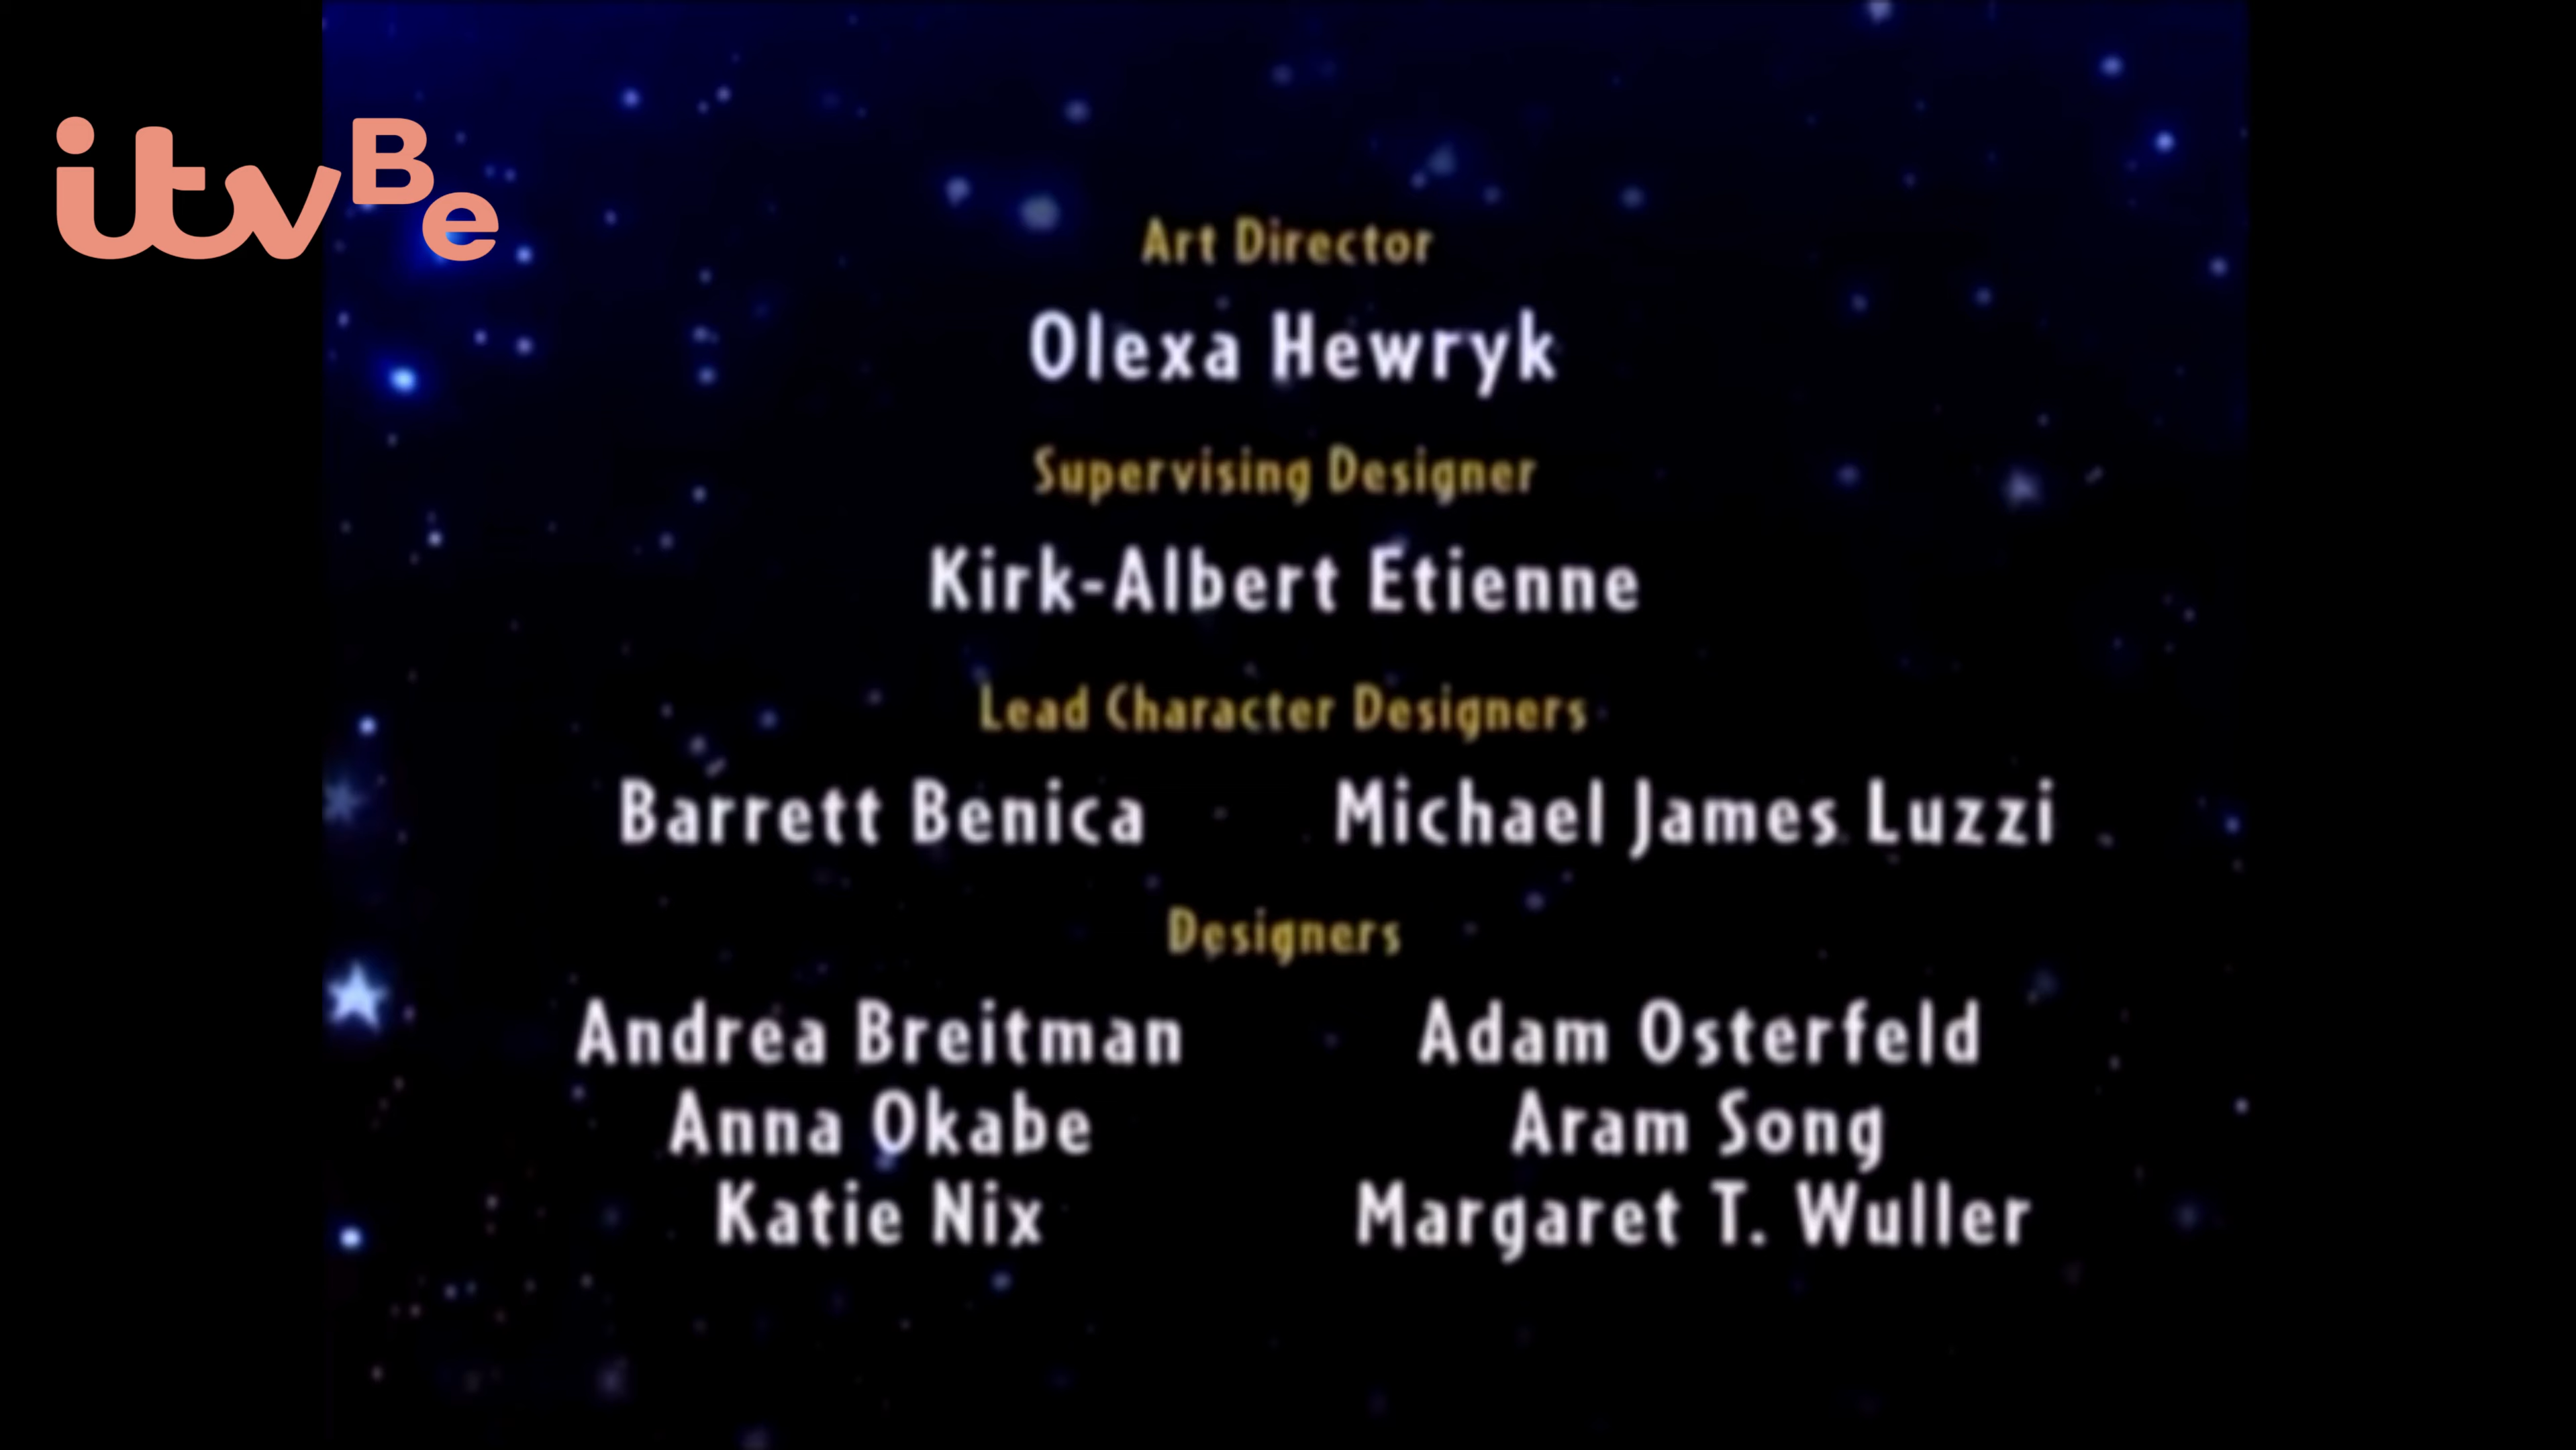 itvBe
Art Director
Olexa Hewryk
Supervising Designer
Kirk-Albert Etienne
Lead Character Designers
Barrett Benica Michael James Luzzi
Designers
Andrea Breitman Adam Osterfeld
Anna Okabe Aram Song
Katie Nix Margaret T. Wuller